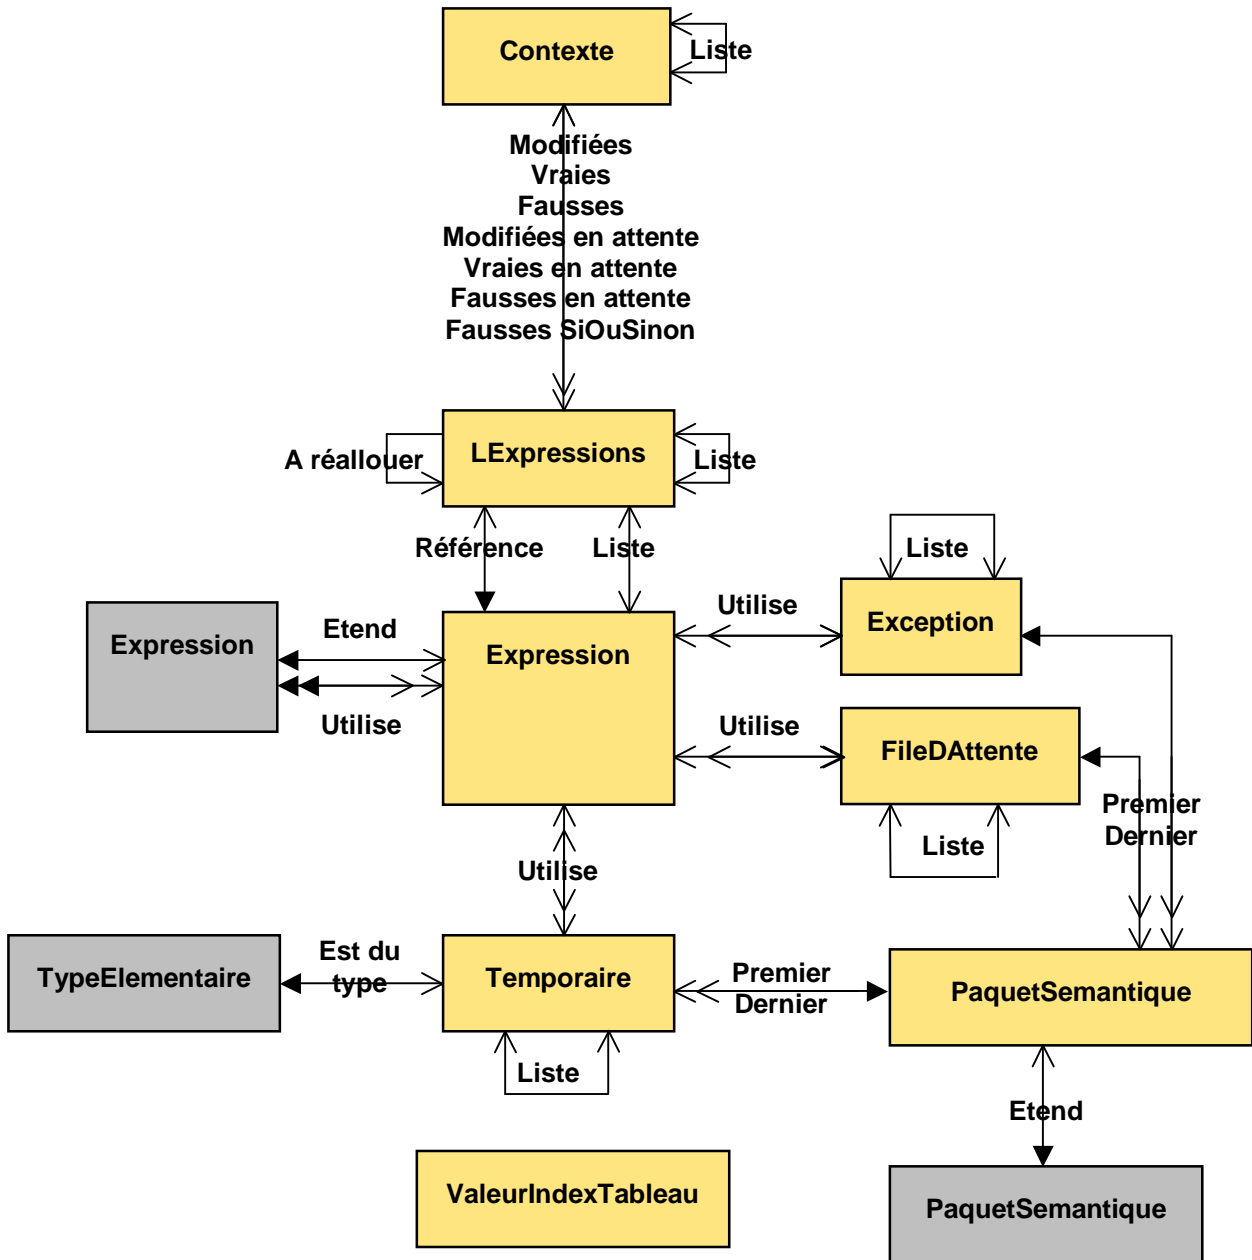 Contexte
Liste
Modifiées
Vraies
Fausses
Modifiées en attente
Vraies en attente
Fausses en attente
Fausses SiOuSinon
A réallouer
LExpressions
Liste
Référence
Liste
Liste
Expression
Etend
Utilise
Expression
Utilise
Exception
Utilise
FileDAttente
Premier
Dernier
Liste
Utilise
TypeElementaire
Est du
type
Temporaire
Premier
Dernier
PaquetSemantique
Liste
Etend
ValeurIndexTableau
PaquetSemantique